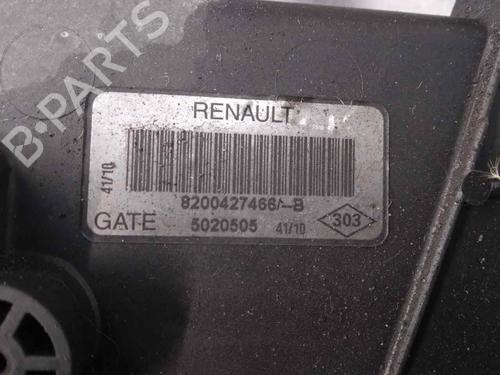 B-PARTS
RENAULT
41/10
8200427466/--B
GATE 5020505 41/10 303